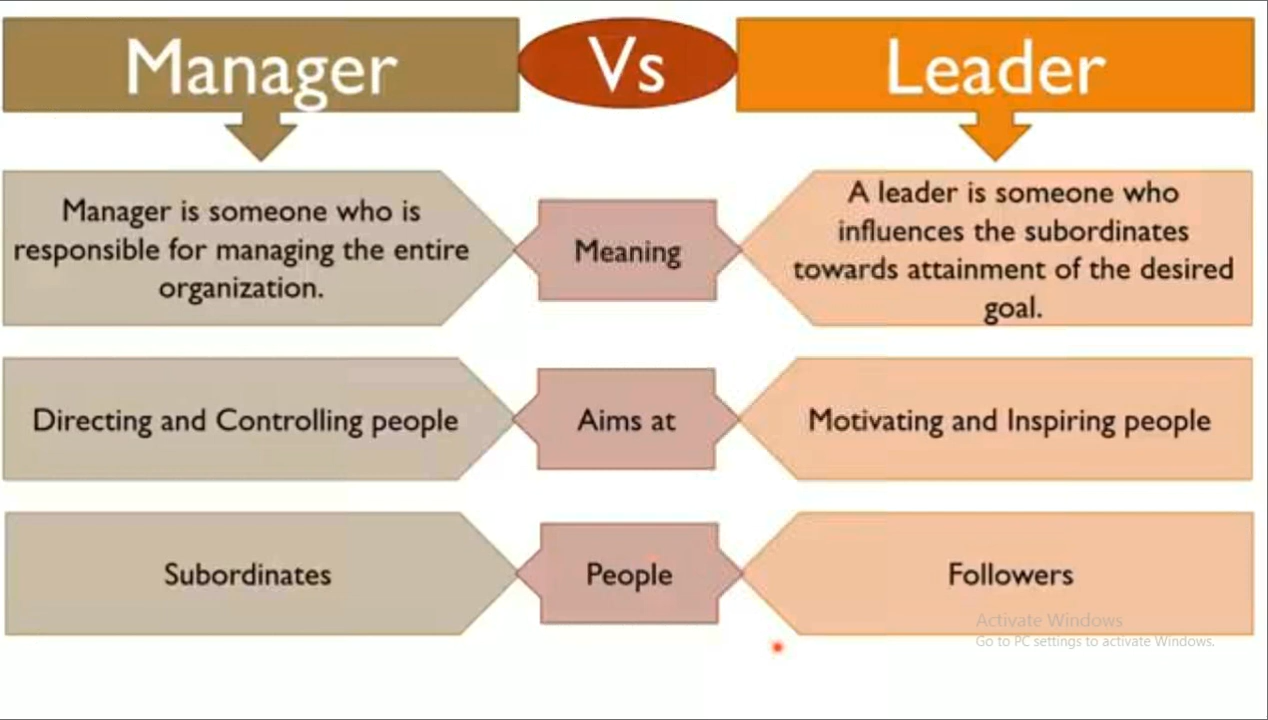 Manager
Vs
Leader
Manager is someone who is
responsible for managing the entire
organization.
Meaning
A leader is someone who
influences the subordinates
towards attainment of the desired
goal.
Directing and Controlling people
Aims at
Motivating and Inspiring people
Subordinates
People
Followers
Activate Windows
Go to PC settings to activate Windows.